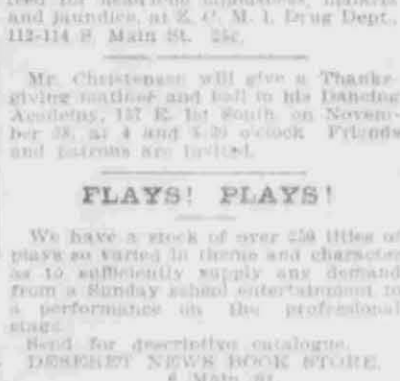 and jaundice, at Z. C. M. I. Drug Dept.,
112-114 S. Main St. 25c.
Mr. Christensen will give a Thanks-
giving matinee and ball in his Dancing
Academy, E. 1st South, on Novem-
ber 28, at 4 and 8:30 o'clock Friends
and patrons are invited.
PLAYS! PLAYS!
We have a stock of over 250 titles of
plays so varied in theme and character
as to sufficiently supply any demand
from a Sunday school entertainment to
a performance on the professional
stage.
Send for descriptive catalogue.
DESERET NEWS BOOK STORE,
6 Main St.